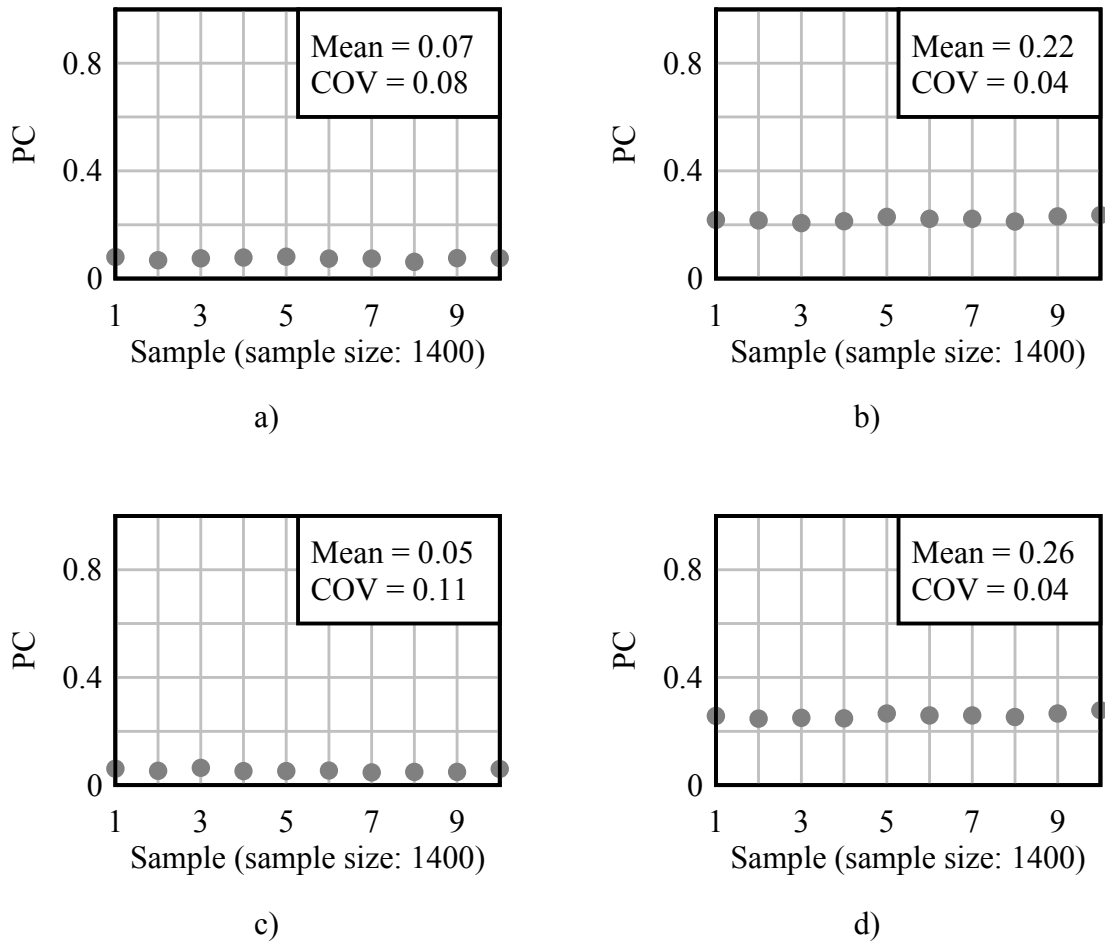 Mean = 0.07
COV = 0.08
0.8
0.4
0
PC
1 3 5 7 9
Sample (sample size: 1400)
a)
Mean = 0.22
COV = 0.04
0.8
0.4
0
PC
1 3 5 7 9
Sample (sample size: 1400)
b)
Mean = 0.05
COV = 0.11
0.8
0.4
0
PC
1 3 5 7 9
Sample (sample size: 1400)
c)
Mean = 0.26
COV = 0.04
0.8
0.4
0
PC
1 3 5 7 9
Sample (sample size: 1400)
d)